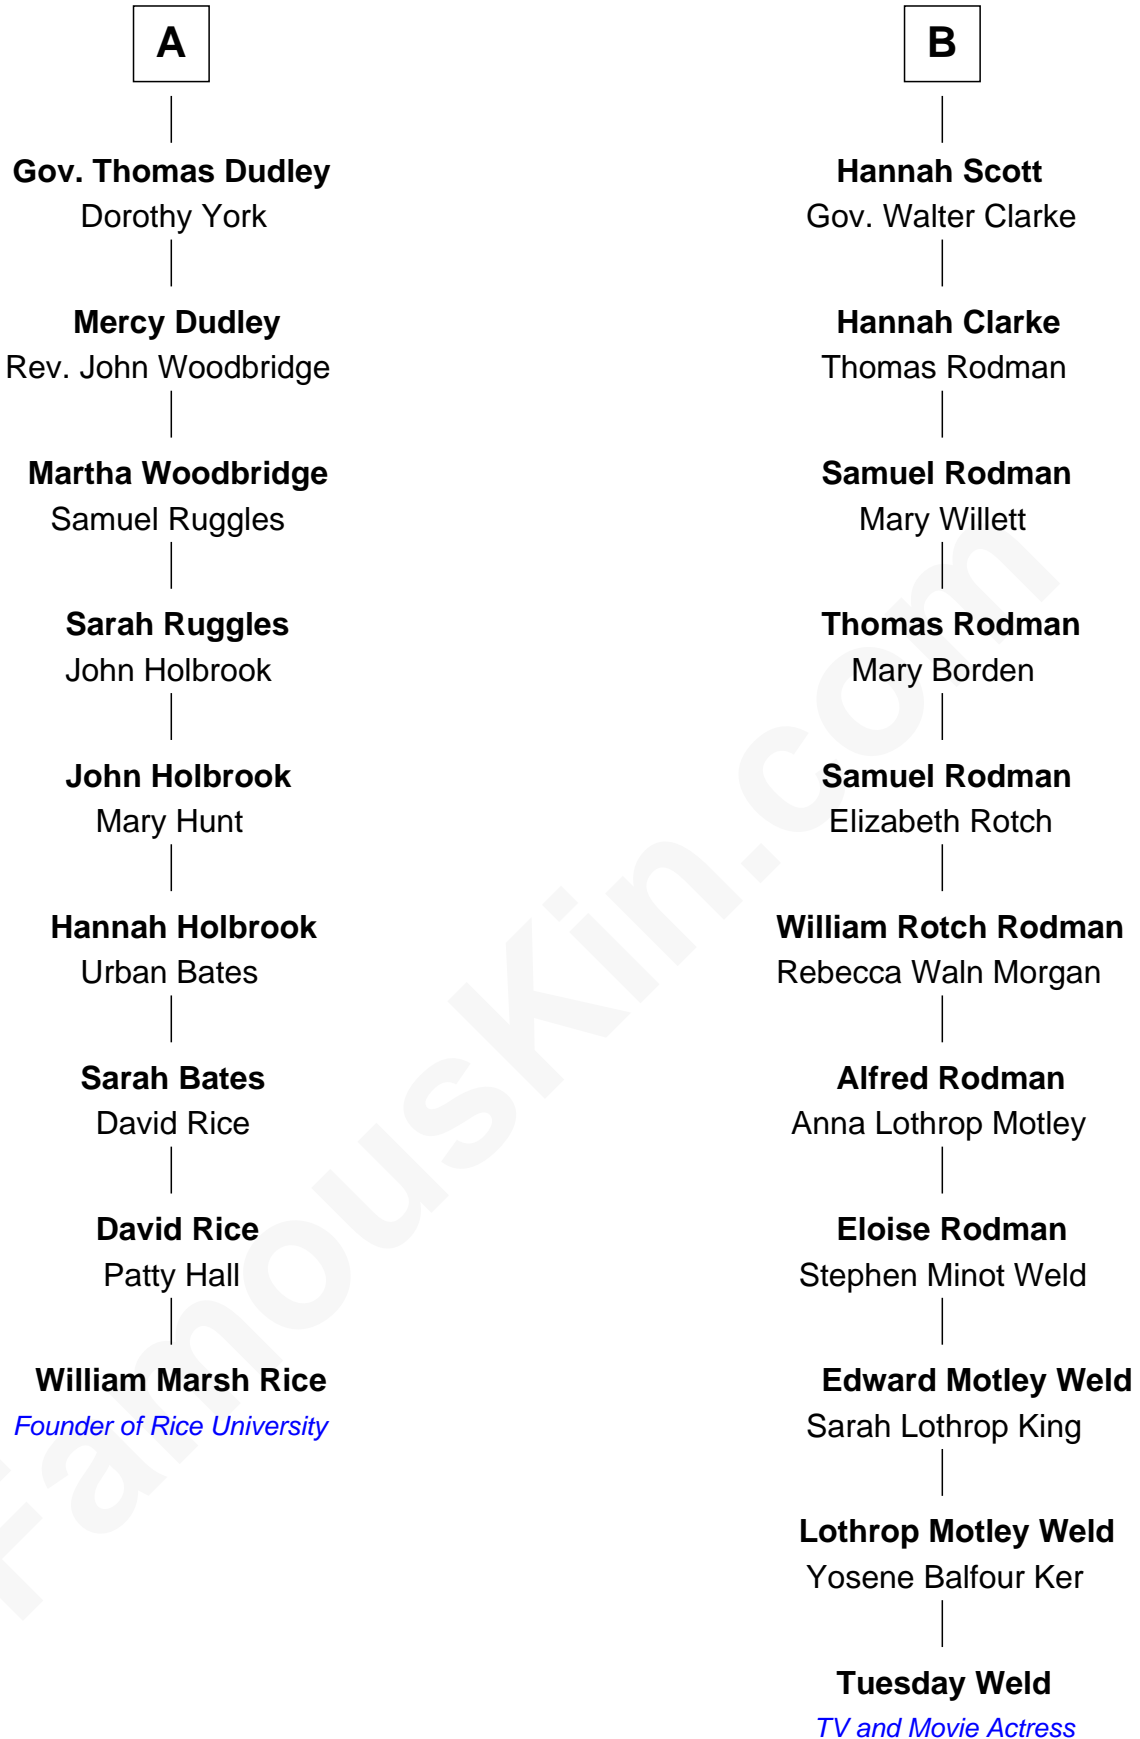 A
Gov. Thomas Dudley
Dorothy York
Mercy Dudley
Rev. John Woodbridge
Martha Woodbridge
Samuel Ruggles
Sarah Ruggles
John Holbrook
John Holbrook
Mary Hunt
Hannah Holbrook
Urban Bates
Sarah Bates
David Rice
David Rice
Patty Hall
William Marsh Rice
Founder of Rice University
B
Hannah Scott
Gov. Walter Clarke
Hannah Clarke
Thomas Rodman
Samuel Rodman
Mary Willett
Thomas Rodman
Mary Borden
Samuel Rodman
Elizabeth Rotch
William Rotch Rodman
Rebecca Waln Morgan
Alfred Rodman
Anna Lothrop Motley
Eloise Rodman
Stephen Minot Weld
Edward Motley Weld
Sarah Lothrop King
Lothrop Motley Weld
Yosene Balfour Ker
Tuesday Weld
TV and Movie Actress
FamousKin.com